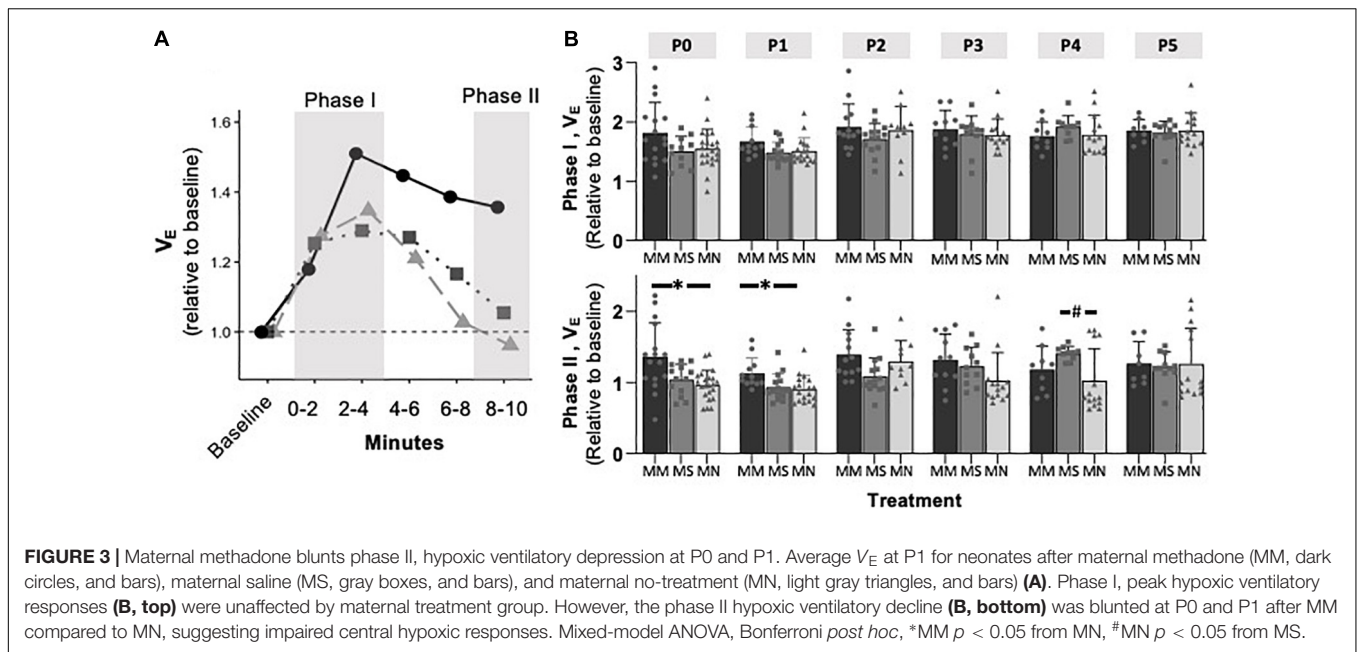 A
Phase I
Phase II
1.6
1.4
1.2
1.0
VE
(relative to baseline)
Baseline
0-2
2-4
4-6
6-8
8-10
Minutes
B
P0 P1 P2 P3 P4 P5
Phase I , VE
(Relative to baseline)
3
2
1
0
MM MS MN MM MS MN MM MS MN MM MS MN MM MS MN MM MS MN
Phase II , VE
(Relative to baseline)
2
1
0
* * #
MM MS MN MM MS MN MM MS MN MM MS MN MM MS MN MM MS MN
Treatment
FIGURE 3 | Maternal methadone blunts phase II, hypoxic ventilatory depression at P0 and P1. Average VE at P1 for neonates after maternal methadone (MM, dark
circles, and bars), maternal saline (MS, gray boxes, and bars), and maternal no-treatment (MN, light gray triangles, and bars) (A). Phase I, peak hypoxic ventilatory
responses (B, top) were unaffected by maternal treatment group. However, the phase II hypoxic ventilatory decline (B, bottom) was blunted at P0 and P1 after MM
compared to MN, suggesting impaired central hypoxic responses. Mixed-model ANOVA, Bonferroni post hoc, *MM p < 0.05 from MN, #MN p < 0.05 from MS.